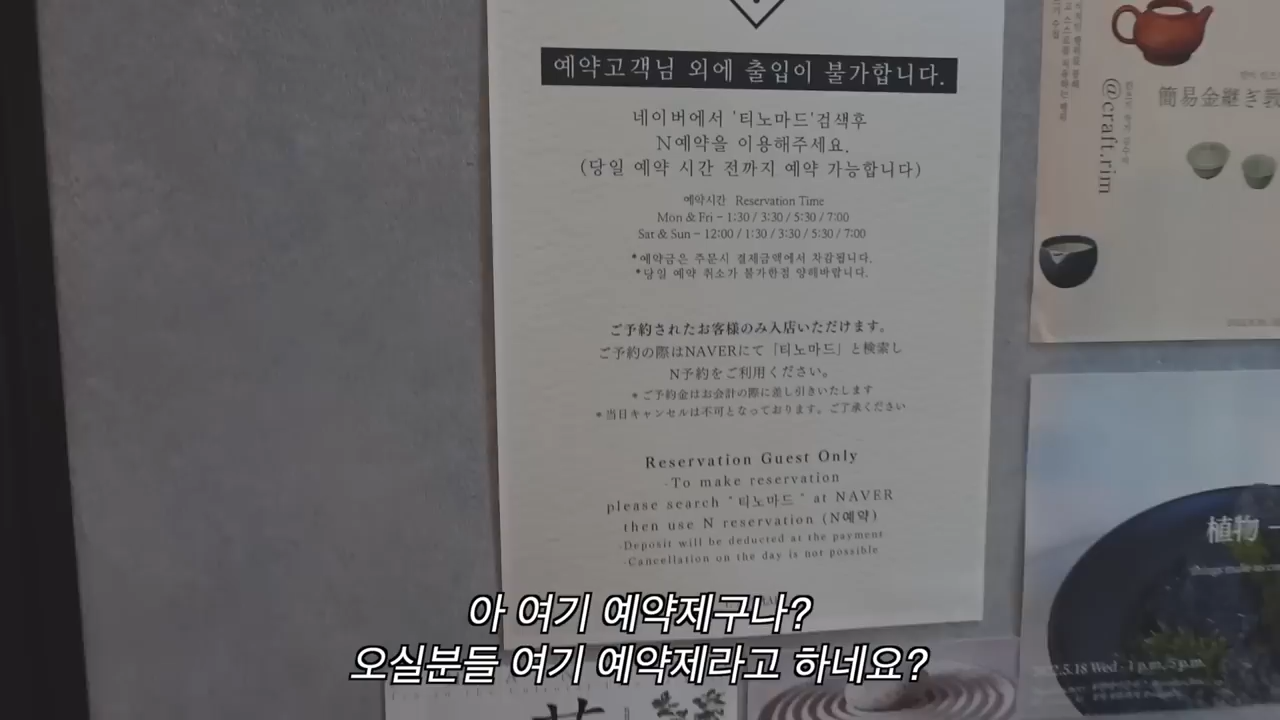 예약고객님 외에 출입이 불가합니다.
네이버에서 '티노마드'검색후
N예약을 이용해주세요.
(당일 예약 시간 전까지 예약 가능합니다)
예약시간 Reservation Time
Mon & Fri - 1:30 / 3:30 / 5:30 / 7:00
Sat & Sun - 12:00 / 1:30 / 3:30 / 5:30 / 7:00
*예약금은 주문시 결제금액에서 차감됩니다.
*당일 예약 취소가 불가한점 양해바랍니다.
ご予約されたお客様のみ入店いただけます。
ご予約の際はNAVERにて「티노마드」と検索し
N予約をご利用ください。
* ご予約金はお会計の際に差し引きいたします
* 当日キャンセルは不可となっております。ご了承ください
Reservation Guest Only
-To make reservation
please search "티노마드" at NAVER
then use N reservation (N예약)
-Deposit will be deducted at the payment
-Cancellation on the day is not possible
@craft.rim
簡易金継ぎ教
植物
5.18 Wed - 1 p.m, 5 p.m.
아 여기 예약제구나?
오실분들 여기 예약제라고 하네요?